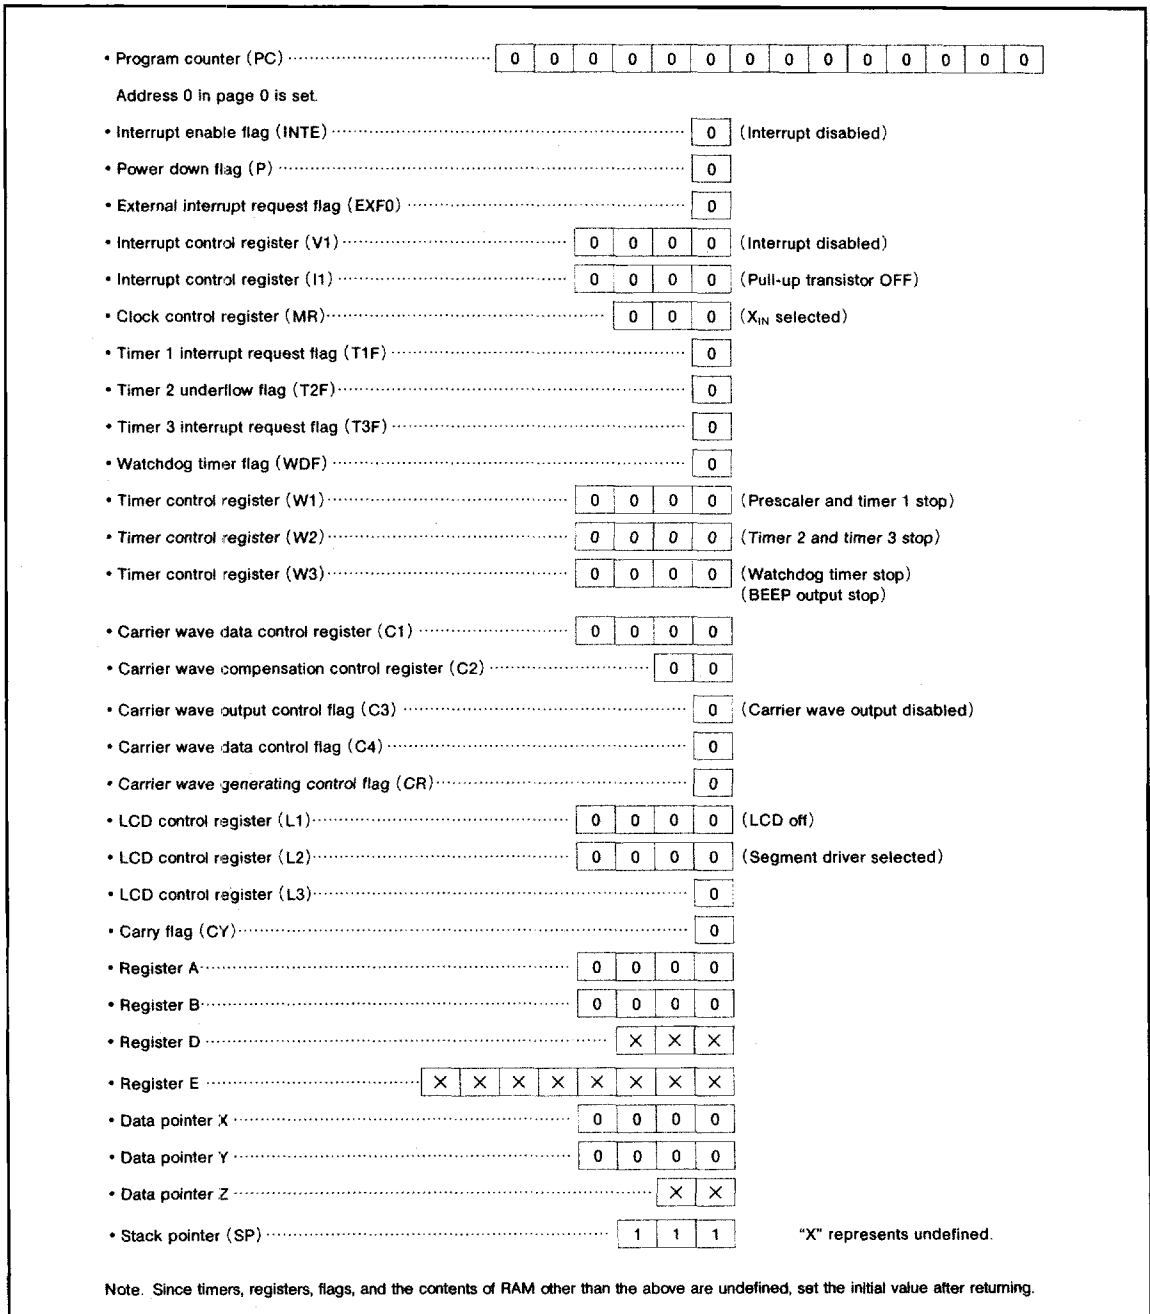 • Program counter (PC) 0 0 0 0 0 0 0 0 0 0 0 0 0 0
Address 0 in page 0 is set.
• Interrupt enable flag (INTE) 0 (Interrupt disabled)
• Power down flag (P) 0
• External interrupt request flag (EXF0) 0
• Interrupt control register (V1) 0 0 0 0 (Interrupt disabled)
• Interrupt control register (I1) 0 0 0 0 (Pull-up transistor OFF)
• Clock control register (MR) 0 0 0 (XIN selected)
• Timer 1 interrupt request flag (T1F) 0
• Timer 2 underflow flag (T2F) 0
• Timer 3 interrupt request flag (T3F) 0
• Watchdog timer flag (WDF) 0
• Timer control register (W1) 0 0 0 0 (Prescaler and timer 1 stop)
• Timer control register (W2) 0 0 0 0 (Timer 2 and timer 3 stop)
• Timer control register (W3) 0 0 0 0 (Watchdog timer stop)
(BEEP output stop)
• Carrier wave data control register (C1) 0 0 0 0
• Carrier wave compensation control register (C2) 0 0
• Carrier wave output control flag (C3) 0 (Carrier wave output disabled)
• Carrier wave data control flag (C4) 0
• Carrier wave generating control flag (CR) 0
• LCD control register (L1) 0 0 0 0 (LCD off)
• LCD control register (L2) 0 0 0 0 (Segment driver selected)
• LCD control register (L3) 0
• Carry flag (CY) 0
• Register A 0 0 0 0
• Register B 0 0 0 0
• Register D × × ×
• Register E × × × × × × × ×
• Data pointer X 0 0 0 0
• Data pointer Y 0 0 0 0
• Data pointer Z × ×
• Stack pointer (SP) 1 1 1 "X" represents undefined.
Note. Since timers, registers, flags, and the contents of RAM other than the above are undefined, set the initial value after returning.